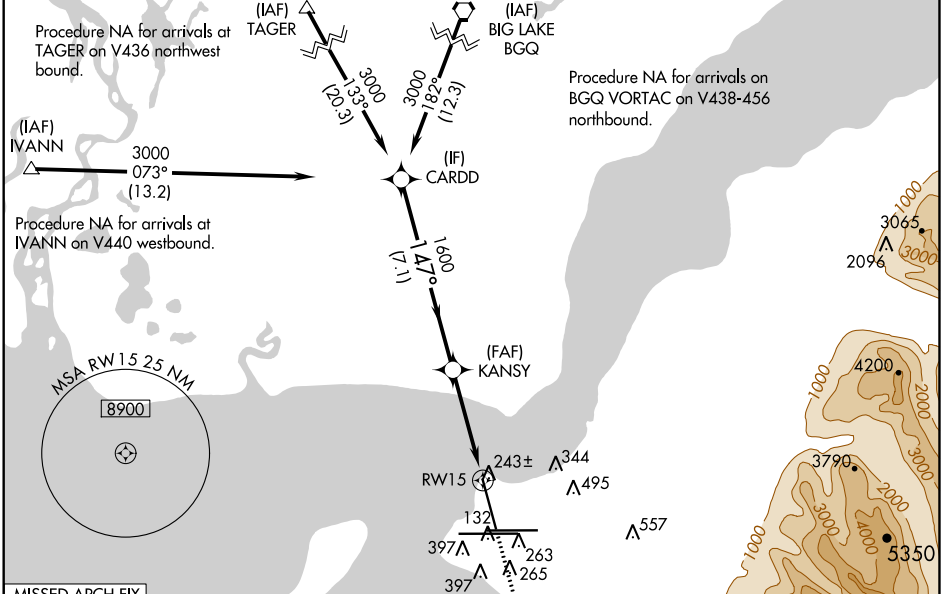 (IAF)
TAGER
(IAF)
BIG LAKE
BGQ
Procedure NA for arrivals at
TAGER on V436 northwest
bound.
3000
133°
(20.3)
3000
182°
(12.3)
Procedure NA for arrivals on
BGQ VORTAC on V438-456
northbound.
(IAF)
IVANN
3000
073°
(13.2)
(IF)
CARDD
Procedure NA for arrivals at
IVANN on V440 westbound.
1600
147°
(7.1)
1000
3065
3000
2096
(FAF)
KANSY
MSA RW15 25 NM
8900
1000
4200
2000
3000
RW15
243±
344
495
3790
2000
3000
4000
1000
5350
132
557
397
263
397
265
MISSED APCH FIX